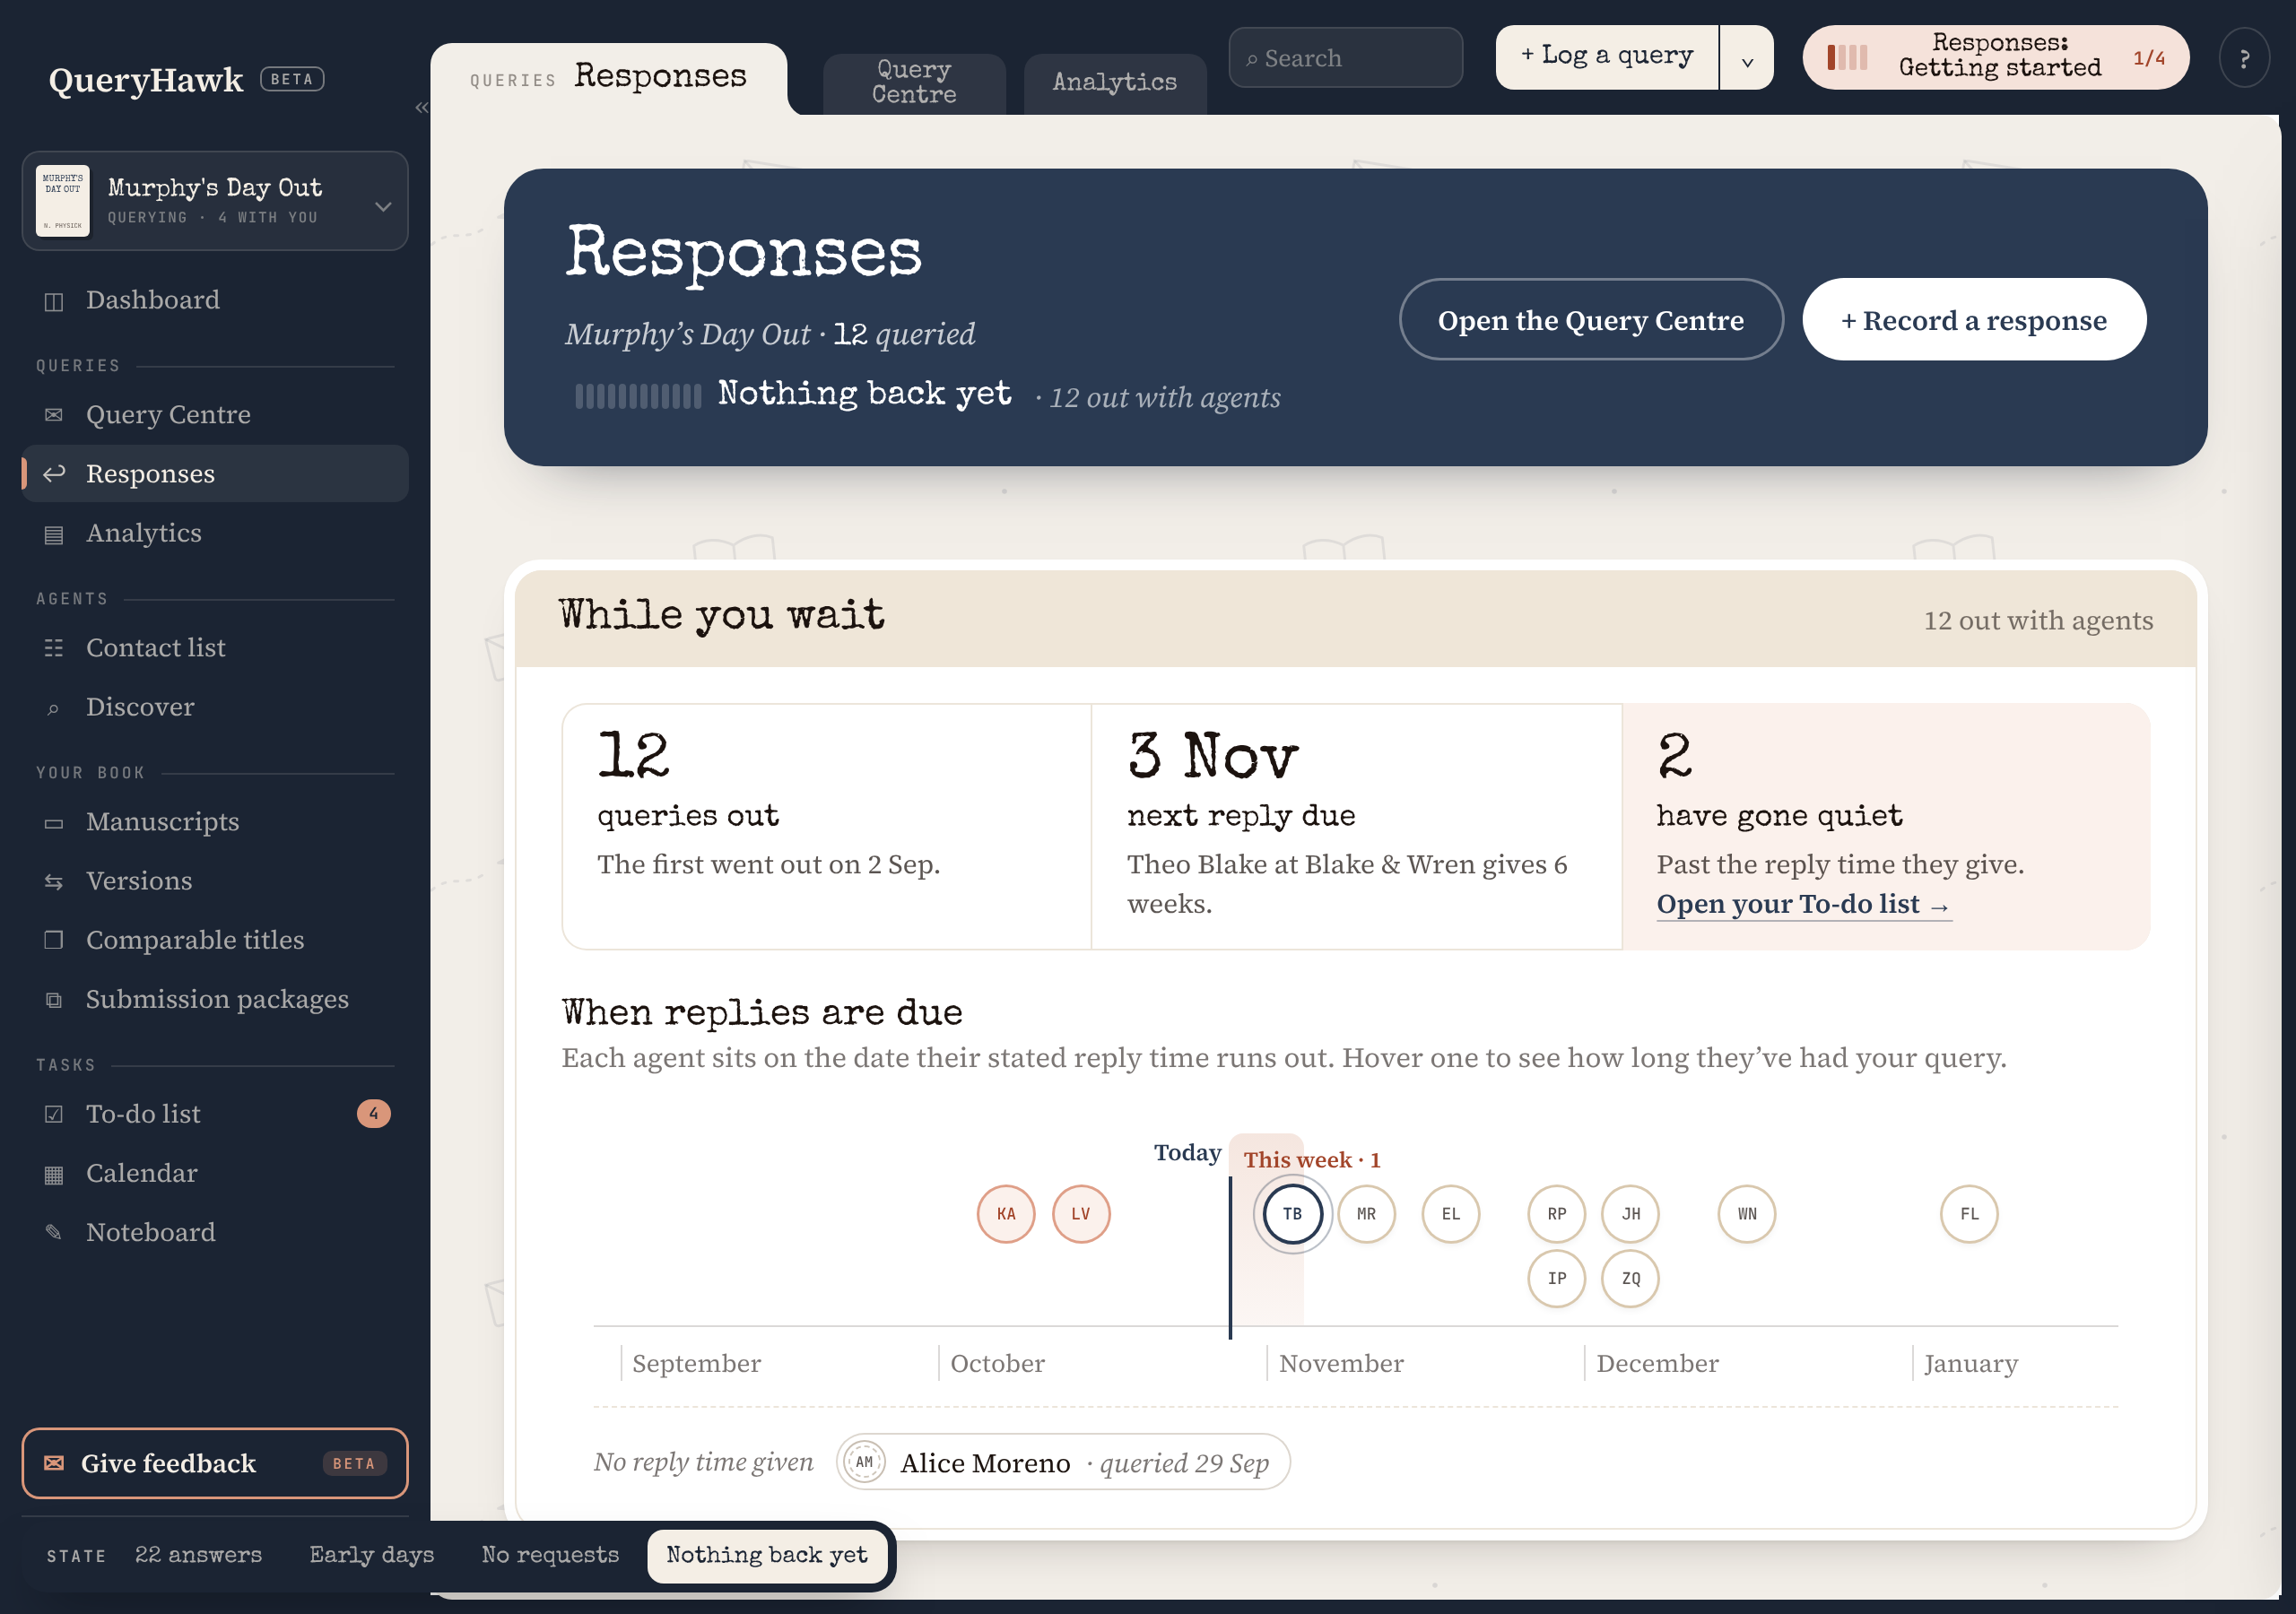 QueryHawk BETA
«
MURPHY'S
DAY OUT
N. PHYSICK
Murphy's Day Out
QUERYING · 4 WITH YOU
Dashboard
QUERIES
Query Centre
Responses
Analytics
AGENTS
Contact list
Discover
YOUR BOOK
Manuscripts
Versions
Comparable titles
Submission packages
TASKS
To-do list 4
Calendar
Noteboard
Give feedback BETA
QUERIES Responses
Query
Centre
Analytics
Search
+ Log a query
Responses:
Getting started
1/4
?
Responses
Murphy’s Day Out · 12 queried
Nothing back yet · 12 out with agents
Open the Query Centre
+ Record a response
While you wait
12 out with agents
12
queries out
The first went out on 2 Sep.
3 Nov
next reply due
Theo Blake at Blake & Wren gives 6
weeks.
2
have gone quiet
Past the reply time they give.
Open your To-do list →
When replies are due
Each agent sits on the date their stated reply time runs out. Hover one to see how long they’ve had your query.
Today This week · 1
KA LV TB MR EL RP JH WN FL
IP ZQ
September October November December January
No reply time given AM Alice Moreno · queried 29 Sep
STATE 22 answers Early days No requests Nothing back yet